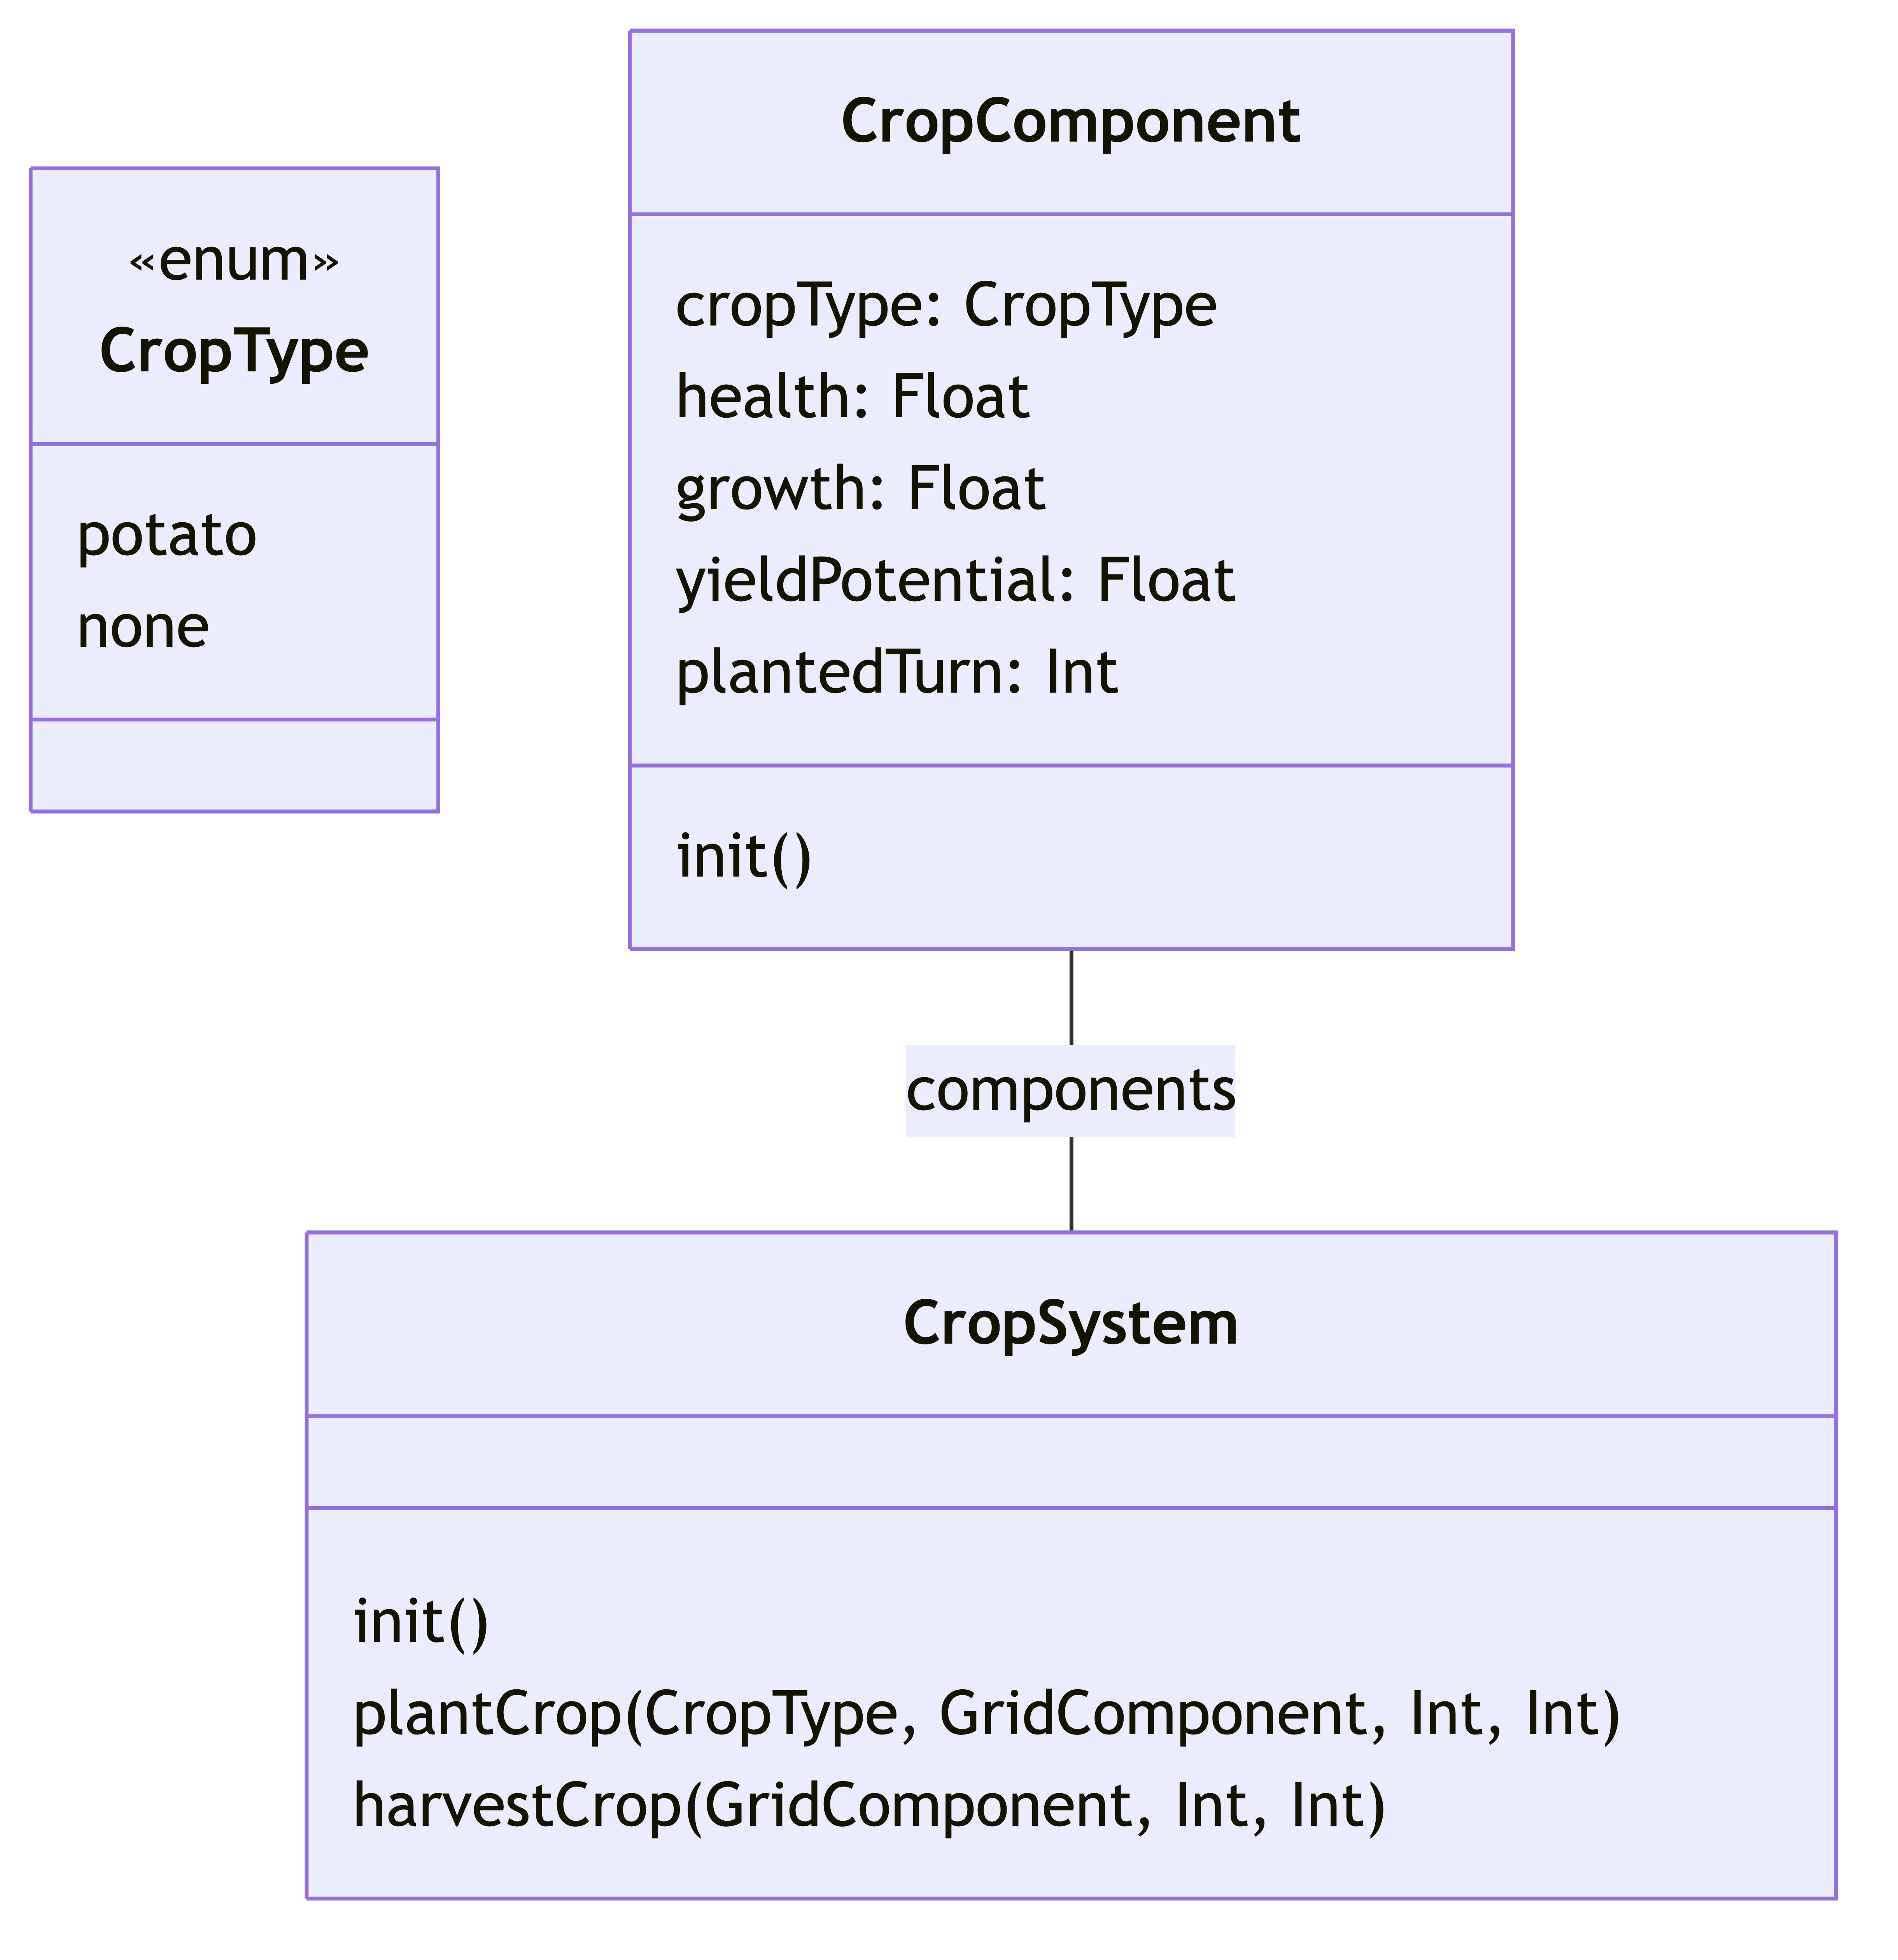 «enum»
CropType
potato
none
CropComponent
cropType: CropType
health: Float
growth: Float
yieldPotential: Float
plantedTurn: Int
init()
components
CropSystem
init()
plantCrop(CropType, GridComponent, Int, Int)
harvestCrop(GridComponent, Int, Int)